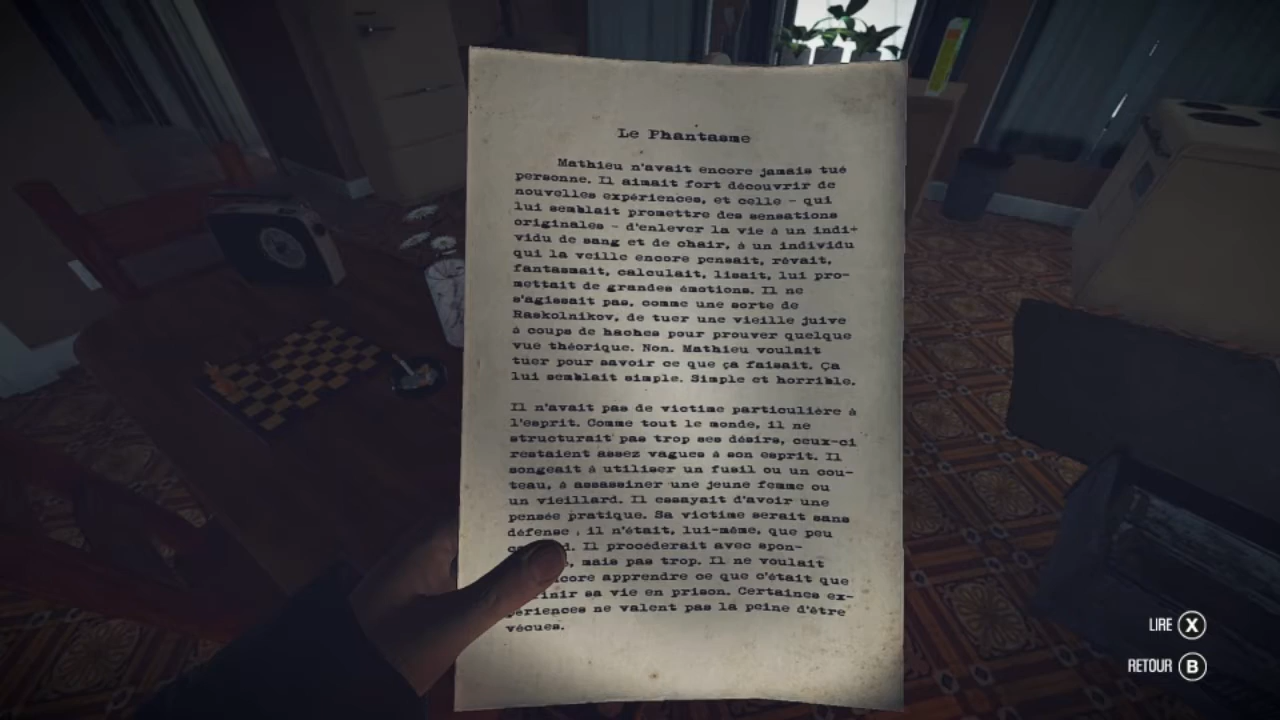 Le Phantasme
Mathieu n'avait encore jamais tué
personne. Il aimait fort découvrir de
nouvelles expériences, et celle - qui
lui semblait promettre des sensations
originales - d'enlever la vie à un indi+
vidu de sang et de chair, à un individu
qui la veille encore pensait, rêvait,
fantasmait, calculait, lisait, lui pro-
mettait de grandes émotions. Il ne
s'agissait pas, comme une sorte de
Raskolnikov, de tuer une vieille juive
à coups de haches pour prouver quelque
vue théorique. Non. Mathieu voulait
tuer pour savoir ce que ça faisait. Ça
lui semblait simple. Simple et horrible.
Il n'avait pas de victime particulière à
l'esprit. Comme tout le monde, il ne
structurait pas trop ses désirs, ceux-ci
restaient assez vagues à son esprit. Il
songeait à utiliser un fusil ou un cou-
teau, à assassiner une jeune femme ou
un vieillard. Il essayait d'avoir une
pensée pratique. Sa victime serait sans
défense ; il n'était, lui-même, que peu
Il procéderait avec spon-
mais pas trop. Il ne voulait
apprendre ce que c'était que
sa vie en prison. Certaines ex-
périences ne valent pas la peine d'être
vécues.
LIRE X
RETOUR B